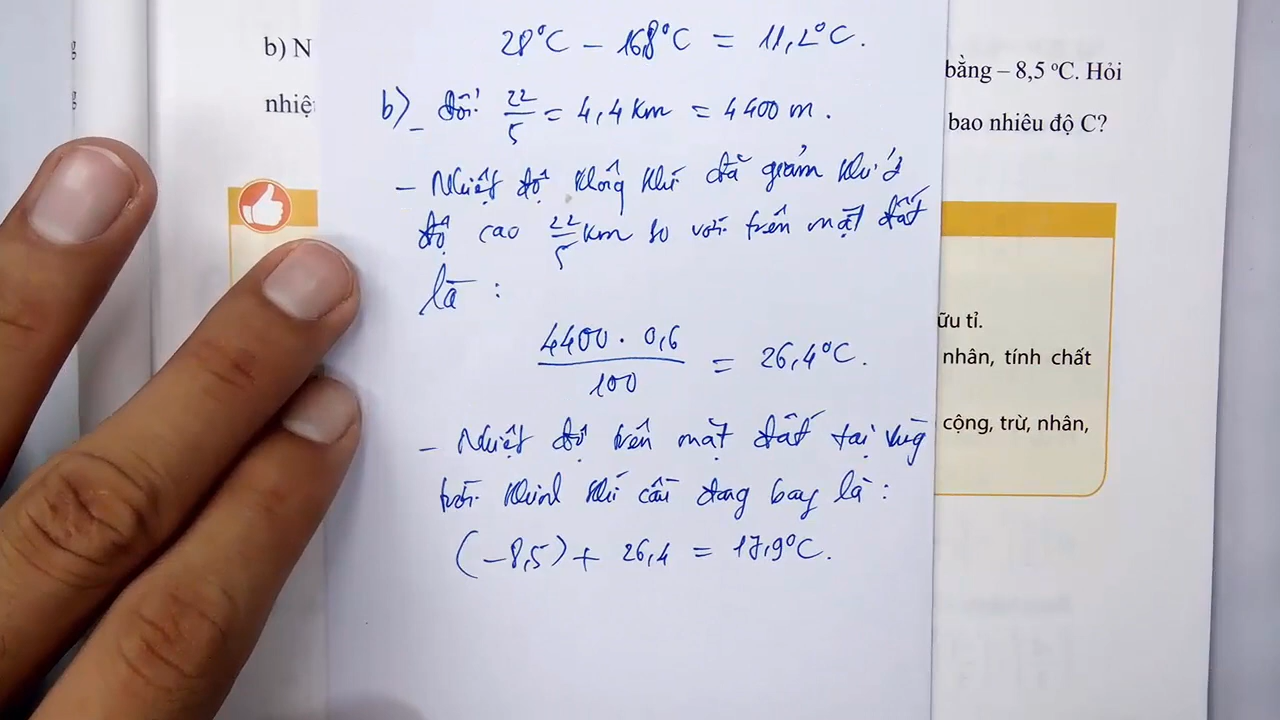 28°C – 16,8°C = 11,2°C.
b) N
bằng – 8,5 °C. Hỏi
nhiệ
b) - đổi: 22/5 = 4,4 km = 4400 m.
bao nhiêu độ C?
- Nhiệt độ không khí đã giảm khi ở
độ cao 22/5 km so với trên mặt đất
là :
ữu tỉ.
4400 . 0,6 / 100 = 26,4°C.
nhân, tính chất
- Nhiệt độ trên mặt đất tại vùng
cộng, trừ, nhân,
trời khinh khí cầu đang bay là :
(–8,5) + 26,4 = 17,9°C.